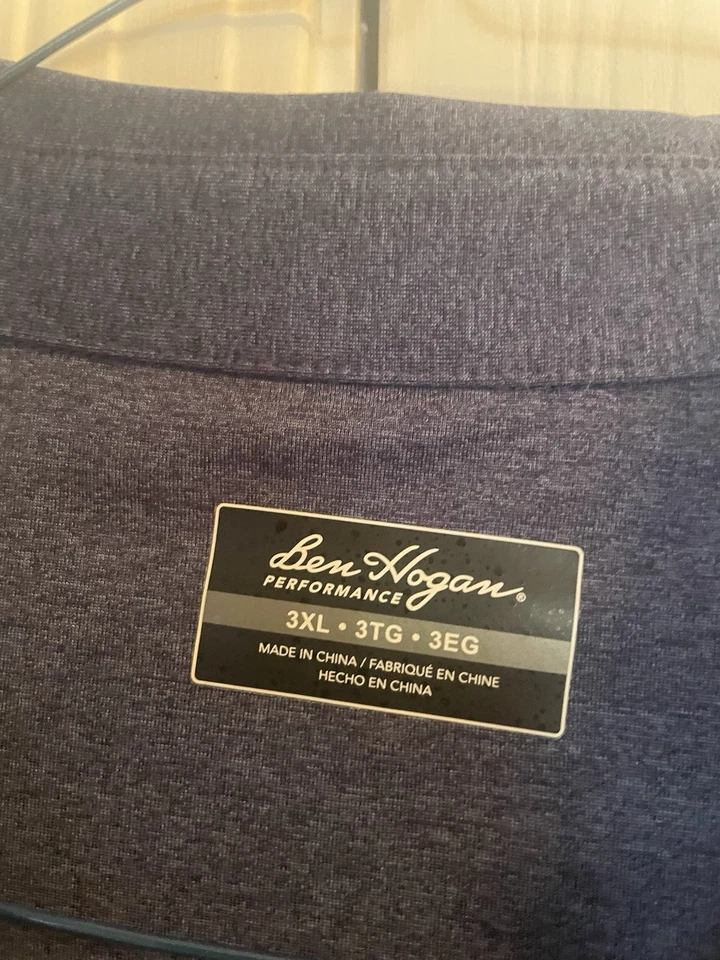 Ben Hogan®
PERFORMANCE
3XL • 3TG • 3EG
MADE IN CHINA / FABRIQUÉ EN CHINE
HECHO EN CHINA